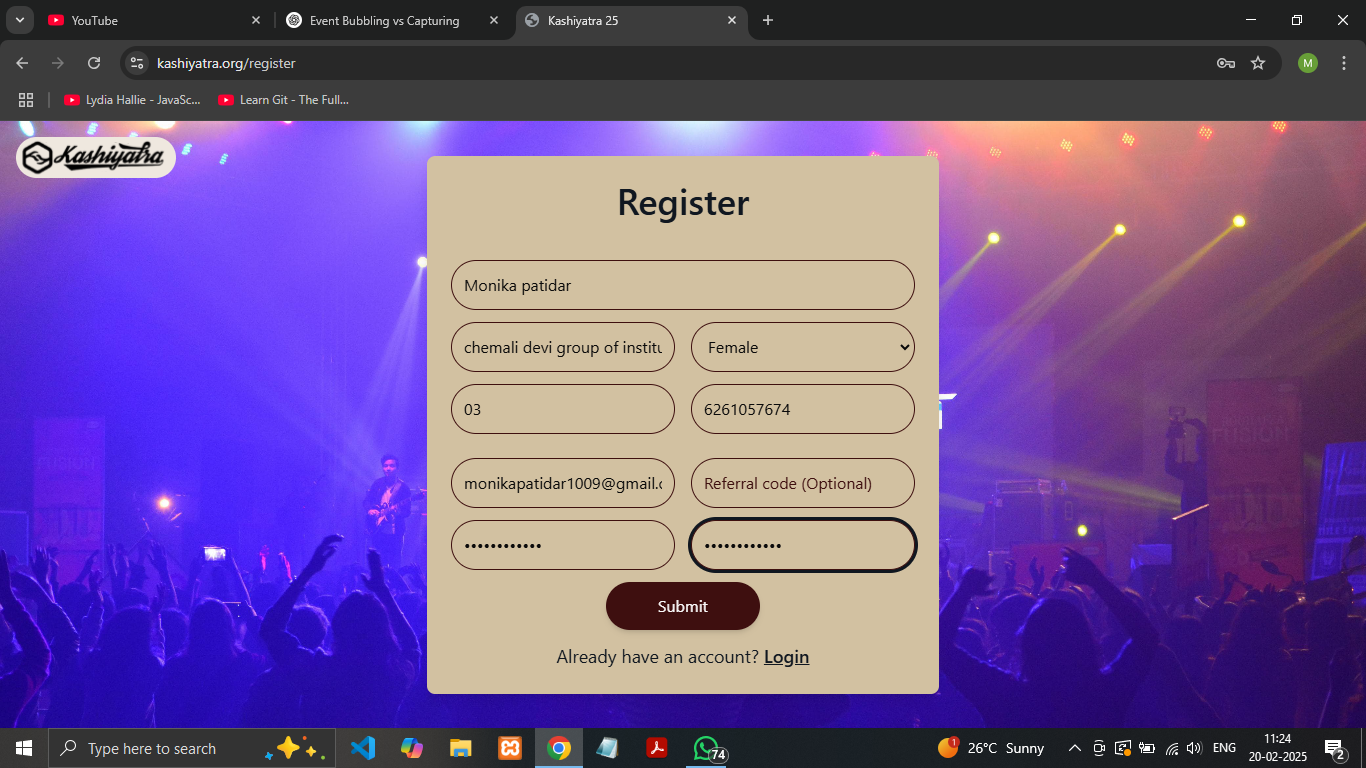 YouTube
Event Bubbling vs Capturing
Kashiyatra 25
kashiyatra.org/register
M
Lydia Hallie - JavaSc...
Learn Git - The Full...
Kashiyatra
Register
Monika patidar
chemali devi group of institu
Female
03
6261057674
monikapatidar1009@gmail.c
Referral code (Optional)
••••••••••••
••••••••••••
Submit
Already have an account? Login
Type here to search
74
1
26°C Sunny
ENG
11:24
20-02-2025
2